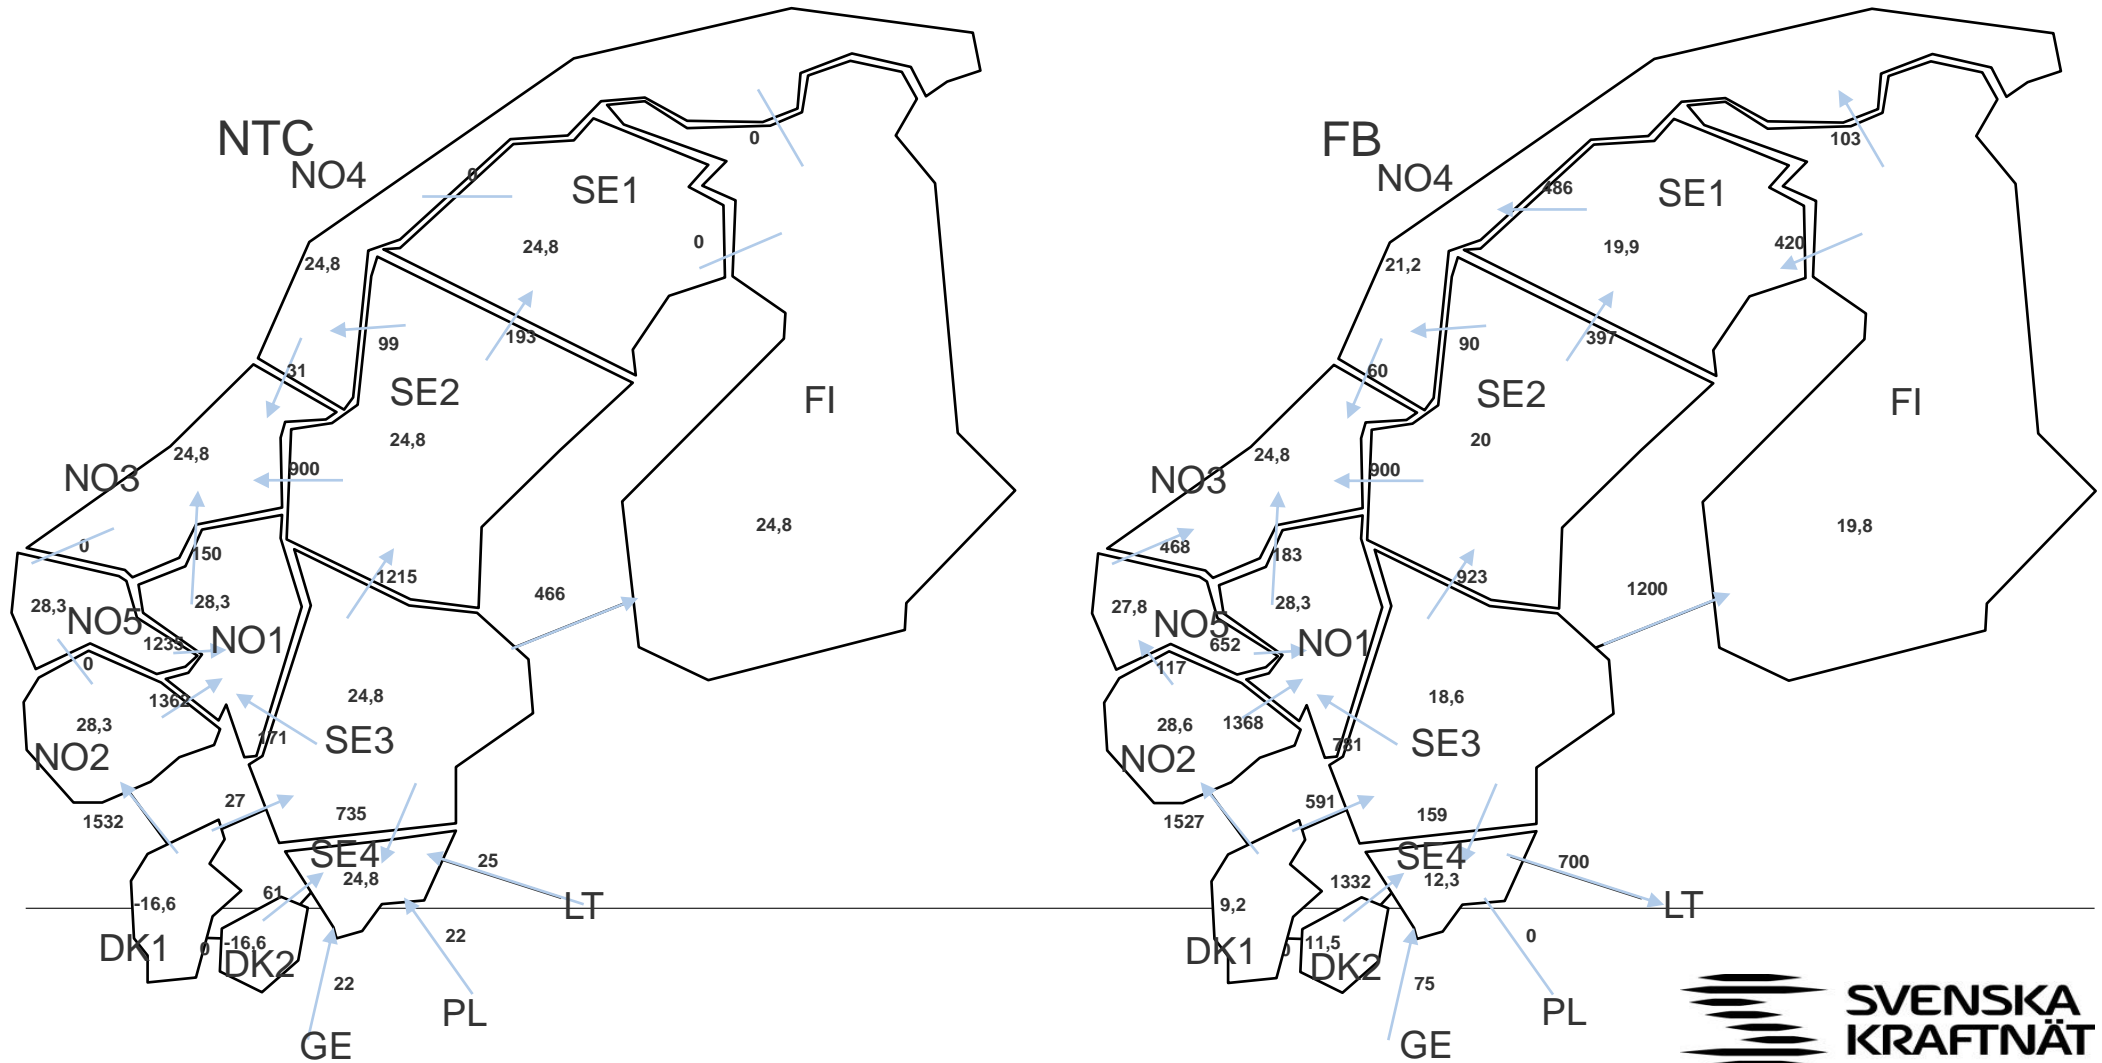 NTC
NO4
0
0
SE1
24,8
0
24,8
193
99
31
SE2
FI
24,8
24,8
NO3
900
24,8
0
150
1215
466
28,3
28,3
NO5
NO1
0
24,8
1362
28,3
171
SE3
NO2
27
735
1532
SE4
24,8
25
61
LT
-16,6
22
DK1
0
-16,6
DK2
22
PL
GE
FB
NO4
103
486
SE1
19,9
420
21,2
397
90
60
SE2
FI
20
24,8
NO3
900
19,8
468
183
923
1200
27,8
28,3
NO5
652
NO1
117
18,6
28,6
1368
781
SE3
NO2
591
159
1527
SE4
12,3
700
1332
LT
9,2
0
DK1
11,5
DK2
75
PL
GE
SVENSKA
KRAFTNÄT